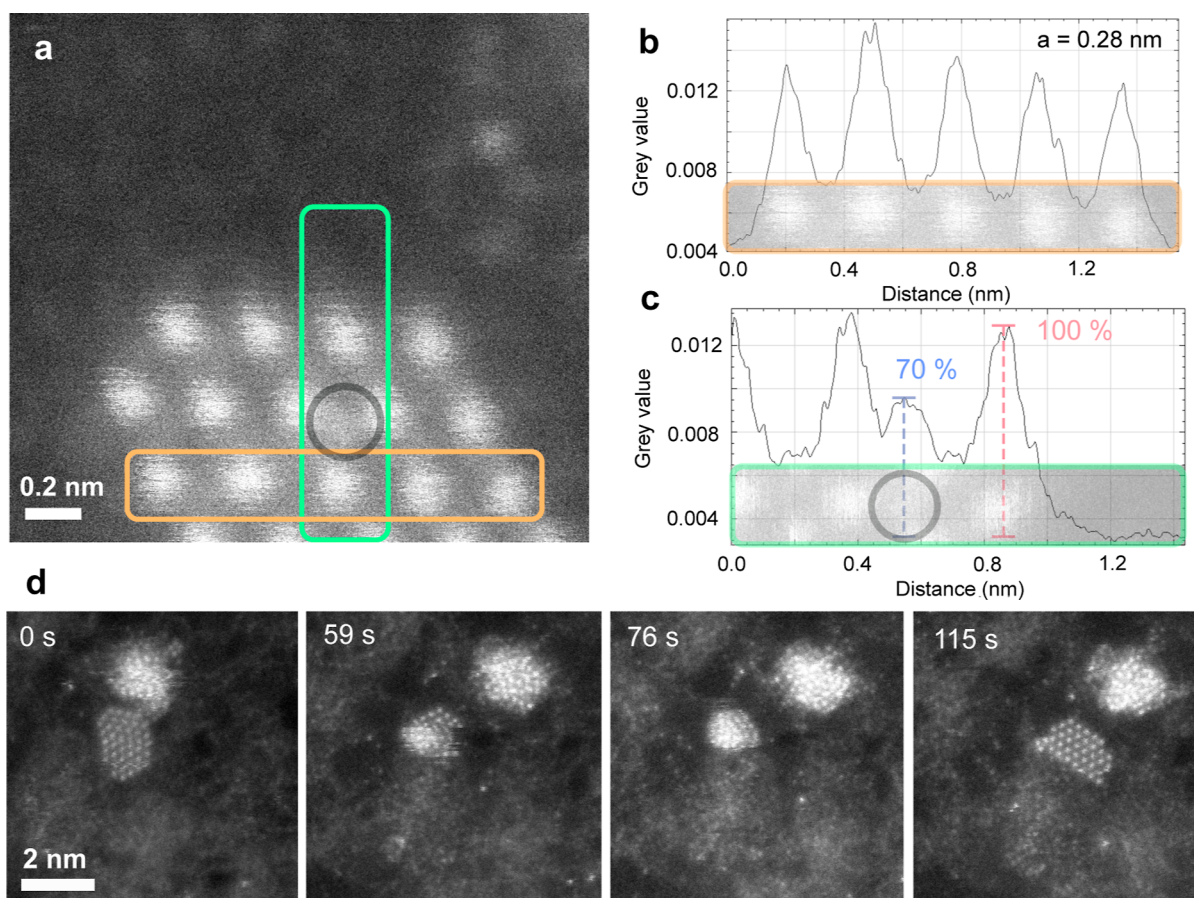 a
0.2 nm
b
a = 0.28 nm
Grey value
0.012
0.008
0.004
0.0
0.4
0.8
1.2
Distance (nm)
c
100 %
70 %
Grey value
0.012
0.008
0.004
0.0
0.4
0.8
1.2
Distance (nm)
d
0 s
59 s
76 s
115 s
2 nm